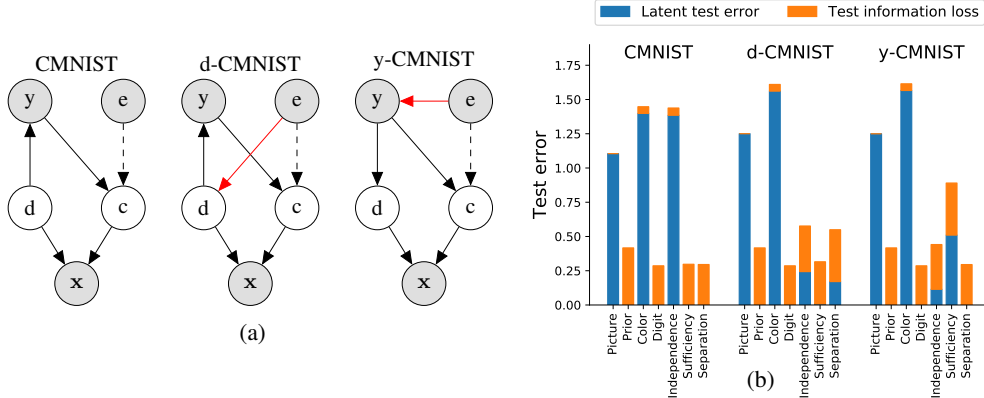 CMNIST
y
e
d
c
x
d-CMNIST
y
e
d
c
x
y-CMNIST
y
e
d
c
x
(a)
Latent test error
Test information loss
CMNIST
d-CMNIST
y-CMNIST
Test error
1.75
1.50
1.25
1.00
0.75
0.50
0.25
0.00
Picture
Prior
Color
Digit
Independence
Sufficiency
Separation
Picture
Prior
Color
Digit
Independence
Sufficiency
Separation
Picture
Prior
Color
Digit
Independence
Sufficiency
Separation
(b)